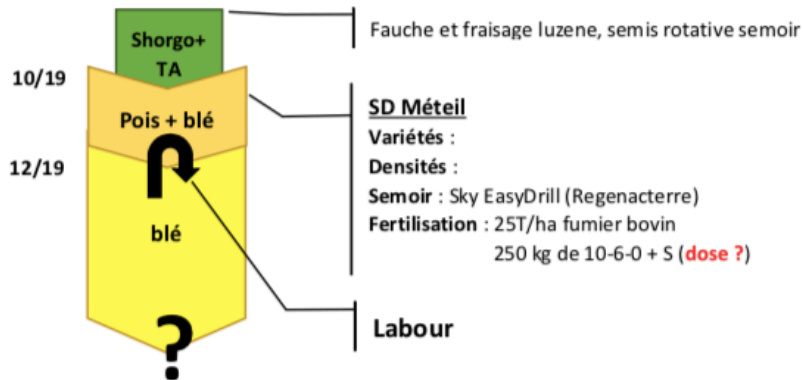 Shorgo+
TA
Fauche et fraisage luzene, semis rotative semoir
10/19
Pois + blé
SD Méteil
Variétés :
Densités :
Semoir : Sky EasyDrill (Regenacterre)
Fertilisation : 25T/ha fumier bovin
250 kg de 10-6-0 + S (dose ?)
12/19
blé
Labour
?